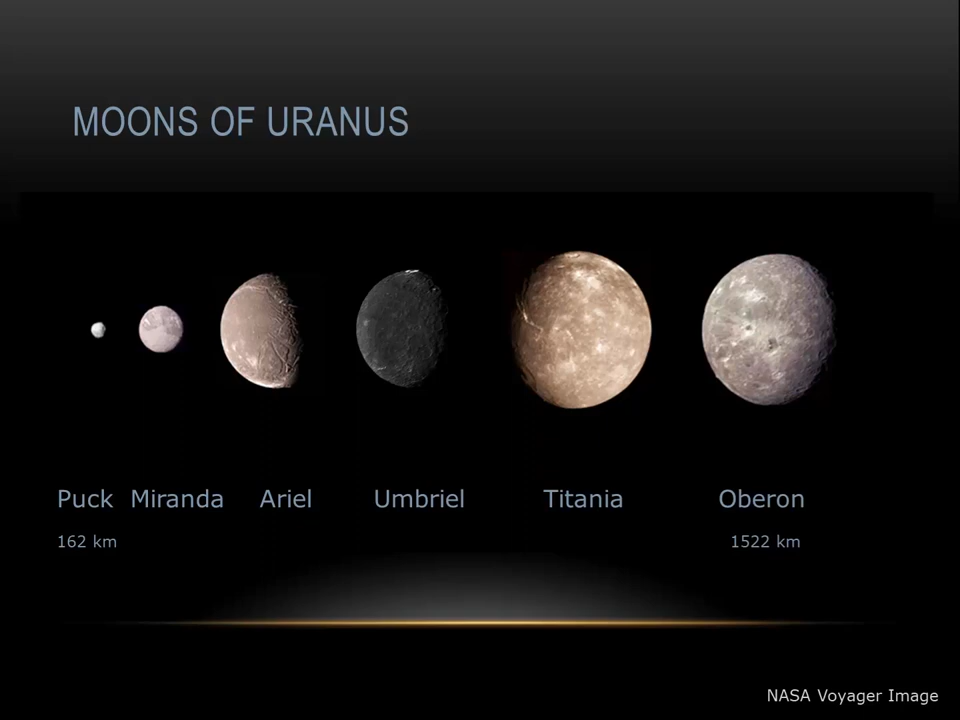 MOONS OF URANUS
Puck Miranda Ariel Umbriel Titania Oberon
162 km 1522 km
NASA Voyager Image